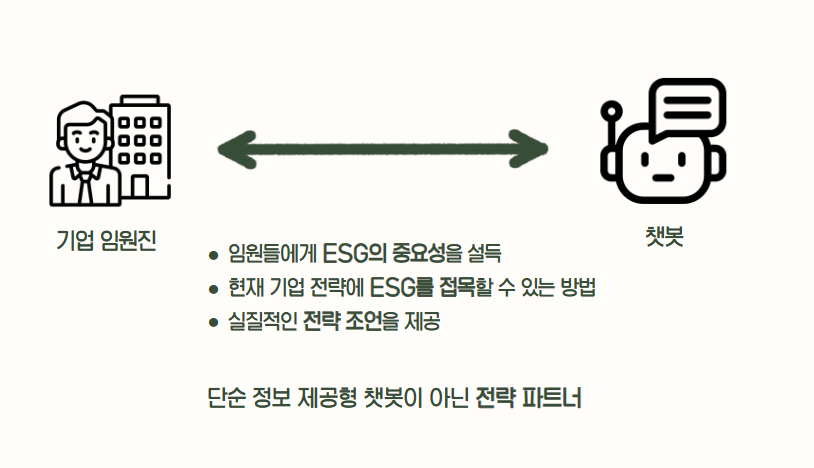 기업 임원진
챗봇
● 임원들에게 ESG의 중요성을 설득
● 현재 기업 전략에 ESG를 접목할 수 있는 방법
● 실질적인 전략 조언을 제공
단순 정보 제공형 챗봇이 아닌 전략 파트너